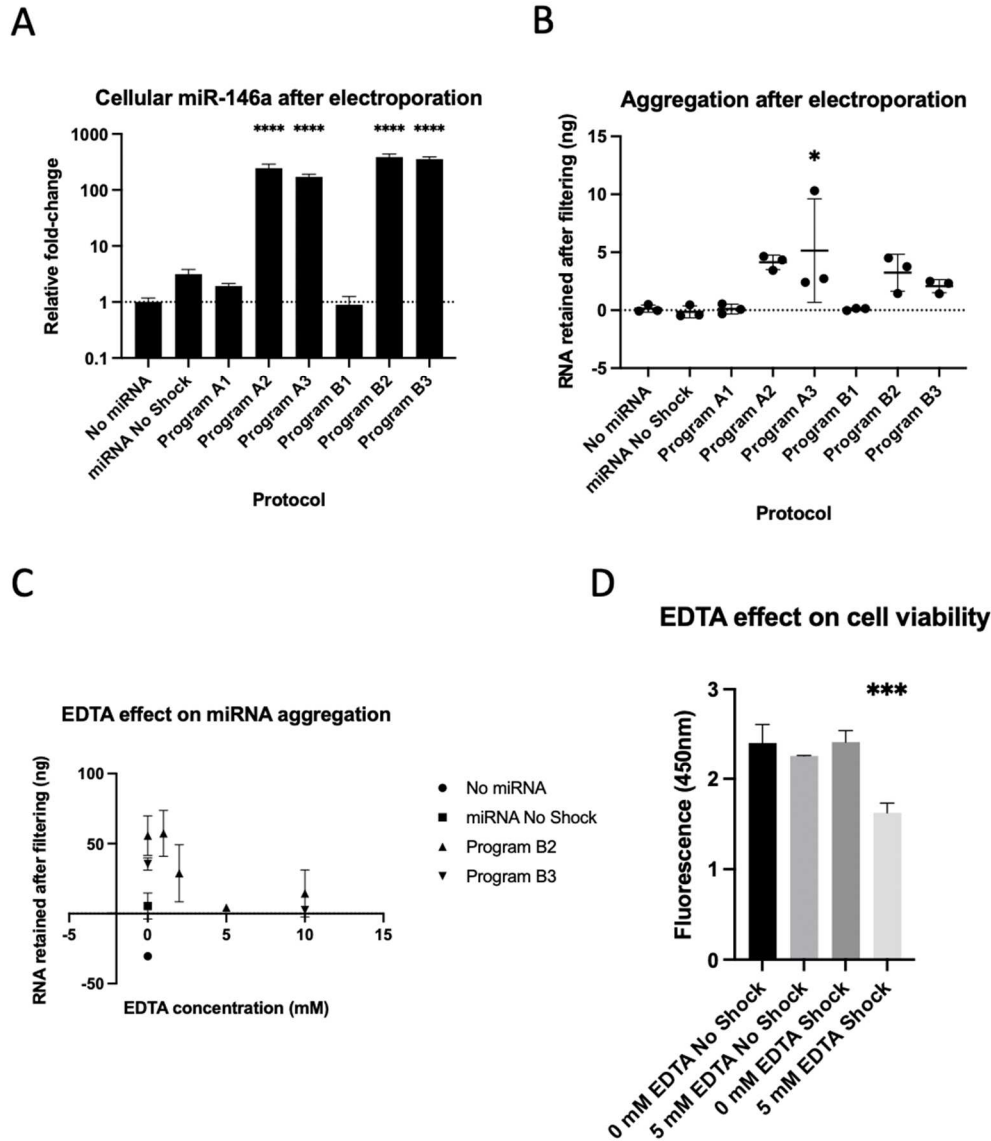 A
Cellular miR-146a after electroporation
**** **** **** ****
Relative fold-change
1000
100
10
1
0.1
No miRNA
miRNA No Shock
Program A1
Program A2
Program A3
Program B1
Program B2
Program B3
Protocol
B
Aggregation after electroporation
*
RNA retained after filtering (ng)
15
10
5
0
-5
No miRNA
miRNA No Shock
Program A1
Program A2
Program A3
Program B1
Program B2
Program B3
Protocol
C
EDTA effect on miRNA aggregation
RNA retained after filtering (ng)
100
50
-50
-5 0 5 10 15
EDTA concentration (mM)
No miRNA
miRNA No Shock
Program B2
Program B3
D
EDTA effect on cell viability
***
Fluorescence (450nm)
3
2
1
0
0 mM EDTA No Shock
5 mM EDTA No Shock
0 mM EDTA Shock
5 mM EDTA Shock